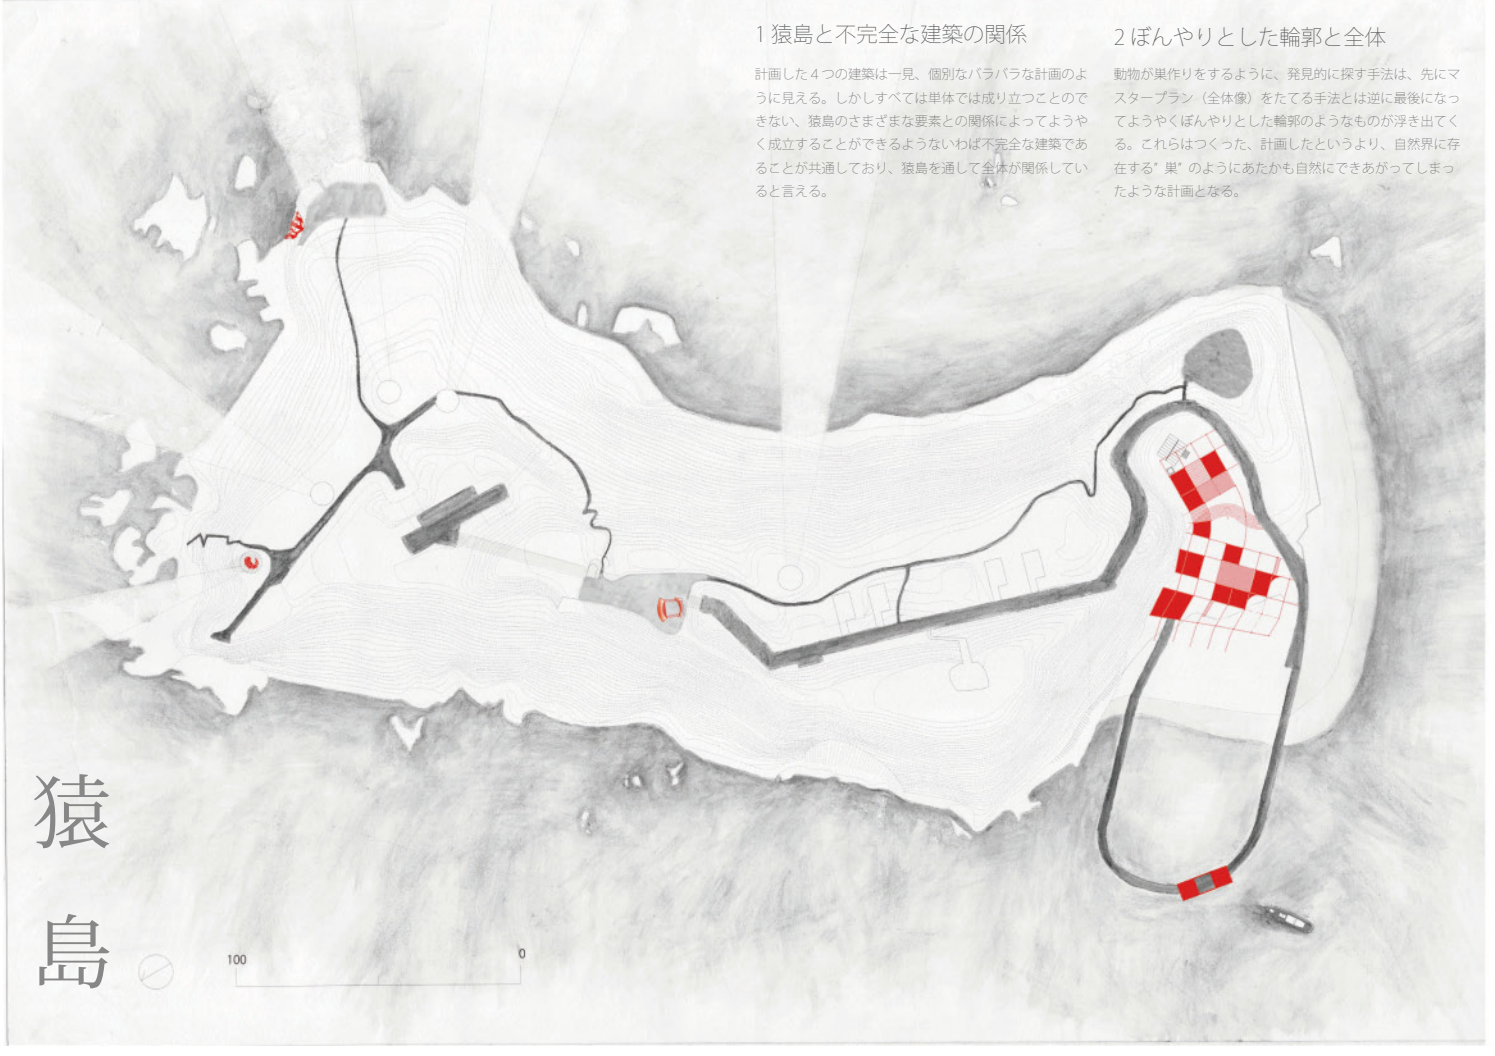 1 猿島と不完全な建築の関係
計画した4つの建築は一見、個別なバラバラな計画のよ
うに見える。しかしすべては単体では成り立つことので
きない、猿島のさまざまな要素との関係によってようや
く成立することができるようないわば不完全な建築であ
ることが共通しており、猿島を通して全体が関係してい
ると言える。
2 ぼんやりとした輪郭と全体
動物が巣作りをするように、発見的に探す手法は、先にマ
スタープラン（全体像）をたてる手法とは逆に最後になっ
てようやくぼんやりとした輪郭のようなものが浮き出てく
る。これらはつくった、計画したというより、自然界に存
在する"巣"のようにあたかも自然にできあがってしまっ
たような計画となる。
猿島
100
0